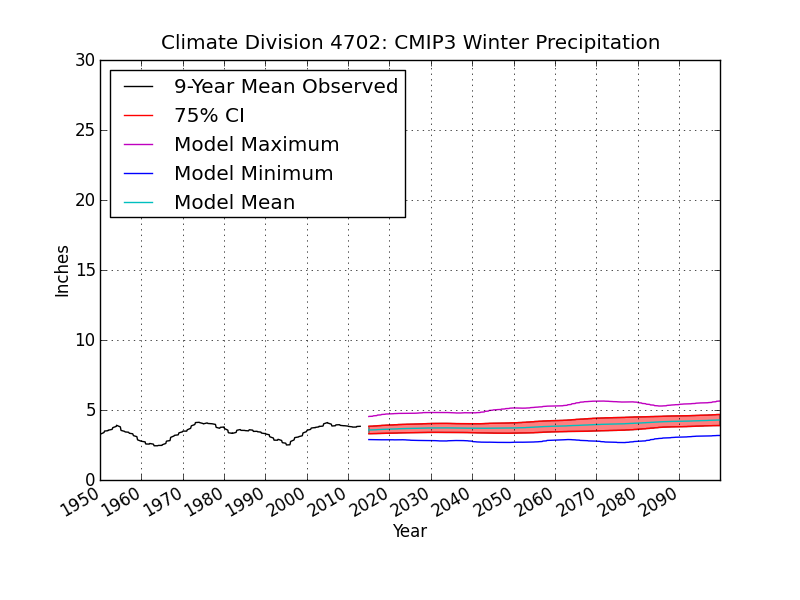 Climate Division 4702: CMIP3 Winter Precipitation
30
25
20
15
10
5
0
Inches
9-Year Mean Observed
75% CI
Model Maximum
Model Minimum
Model Mean
1950 1960 1970 1980 1990 2000 2010 2020 2030 2040 2050 2060 2070 2080 2090
Year